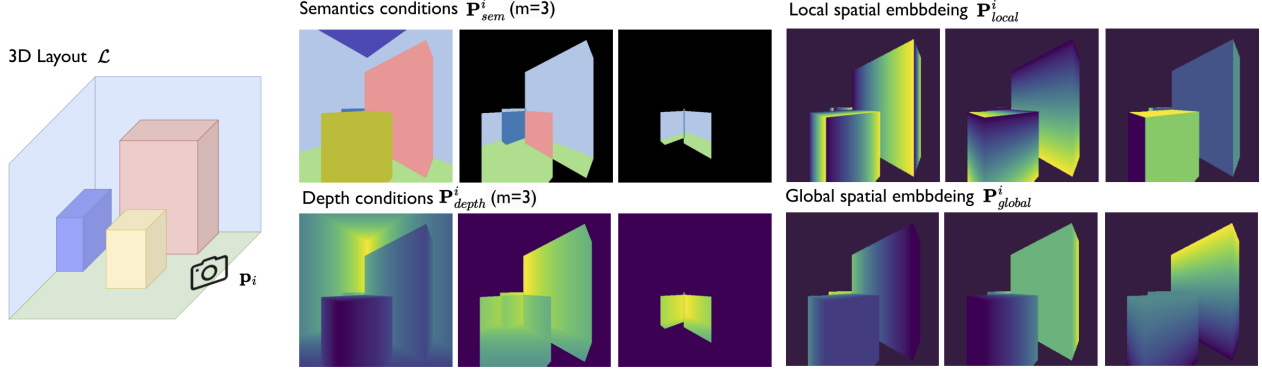 Semantics conditions P^i_sem (m=3)
Local spatial embbdeing P^i_local
3D Layout L
Depth conditions P^i_depth (m=3)
Global spatial embbdeing P^i_global
p_i